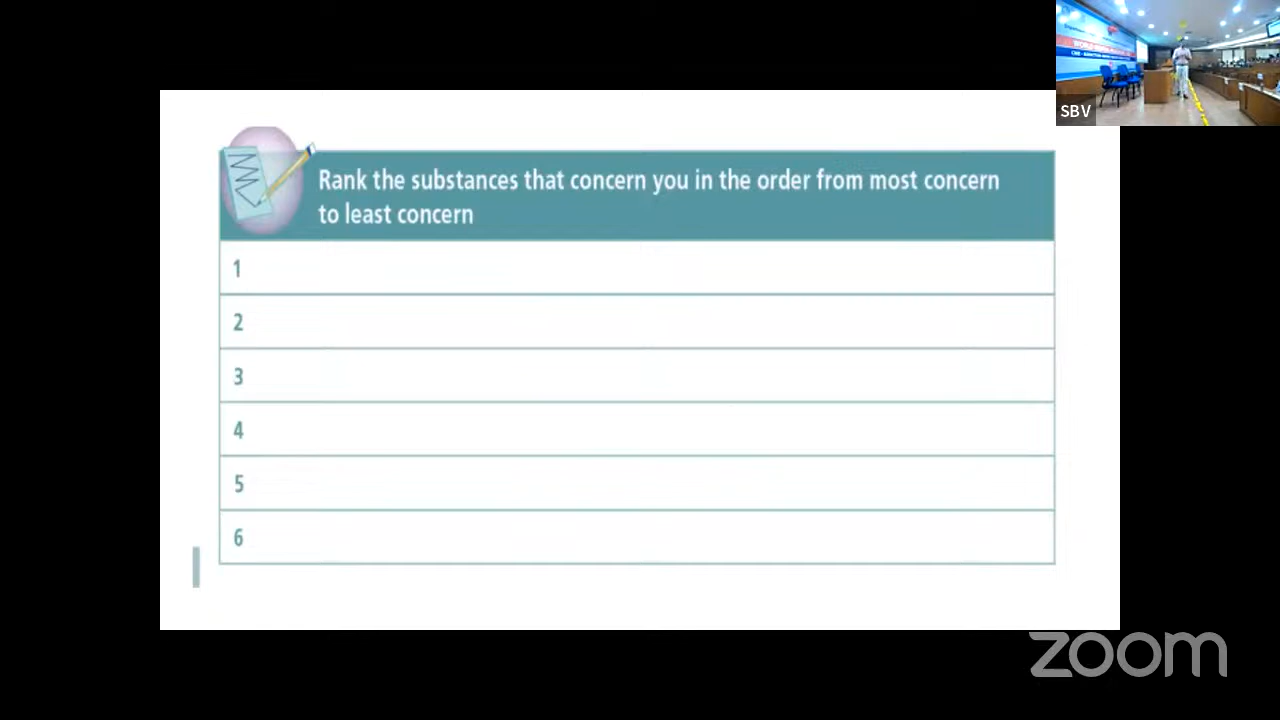 Rank the substances that concern you in the order from most concern
to least concern
1
2
3
4
5
6
SBV
zoom